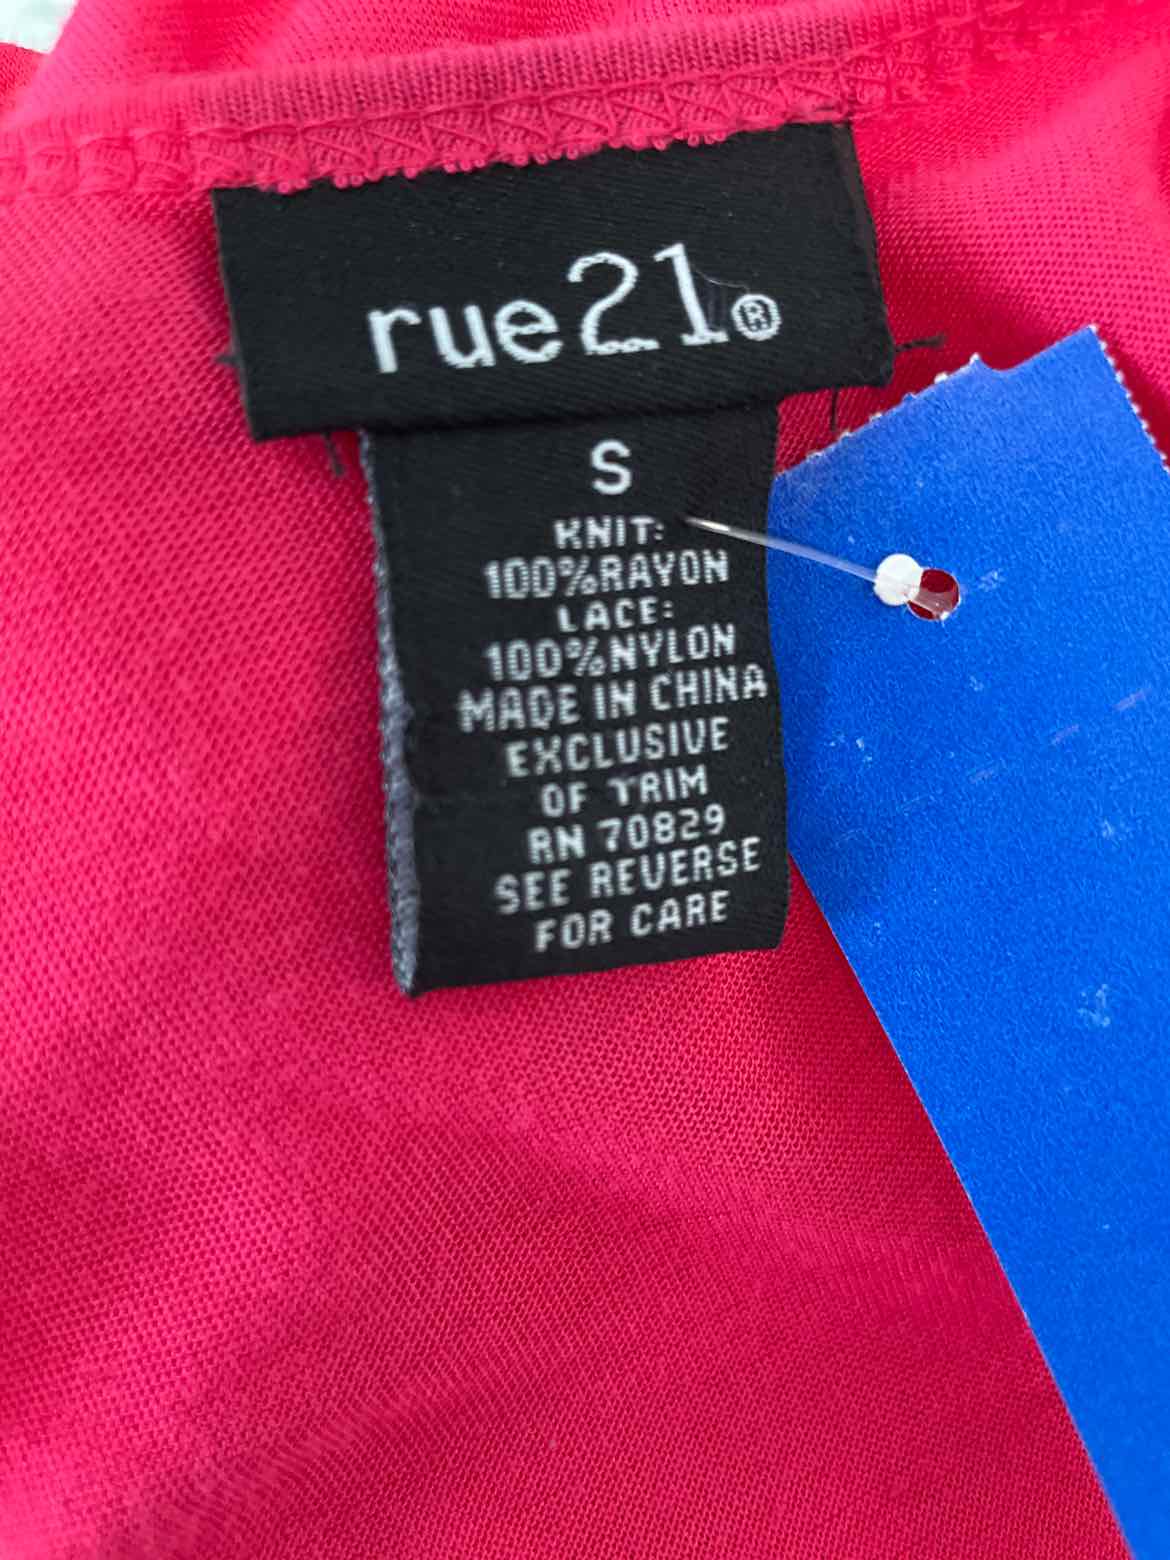 rue21®
S
KNIT:
100%RAYON
LACE:
100%NYLON
MADE IN CHINA
EXCLUSIVE
OF TRIM
RN 70829
SEE REVERSE
FOR CARE